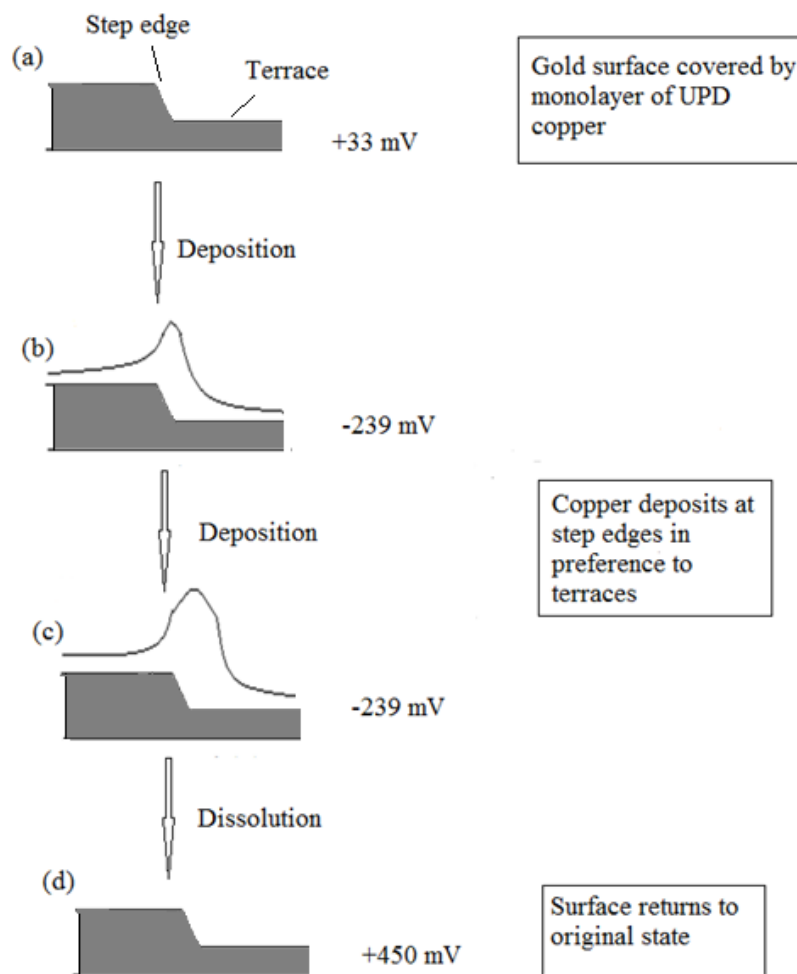 Step edge
(a)
Terrace
+33 mV
Gold surface covered by
monolayer of UPD
copper
Deposition
(b)
-239 mV
Deposition
Copper deposits at
step edges in
preference to
terraces
(c)
-239 mV
Dissolution
(d)
+450 mV
Surface returns to
original state